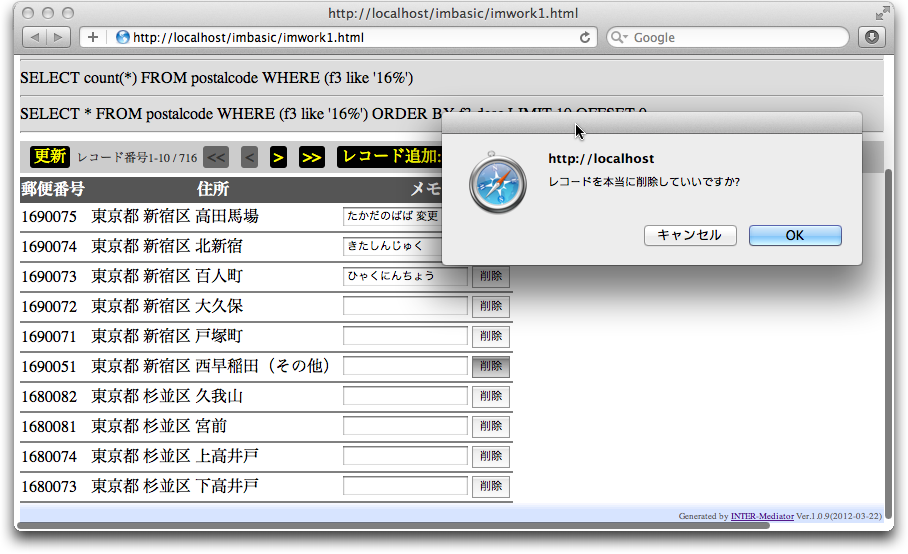 http://localhost/imbasic/imwork1.html
http://localhost/imbasic/imwork1.html
Google
SELECT count(*) FROM postalcode WHERE (f3 like '16%')
SELECT * FROM postalcode WHERE (f3 like '16%') ORDER BY f3 desc LIMIT 10 OFFSET 0
更新 レコード番号1-10 / 716 << < > >> レコード追加:
http://localhost
レコードを本当に削除していいですか?
キャンセル OK
郵便番号 住所 メモ
1690075 東京都 新宿区 高田馬場 たかだのばば 変更
1690074 東京都 新宿区 北新宿 きたしんじゅく
1690073 東京都 新宿区 百人町 ひゃくにんちょう 削除
1690072 東京都 新宿区 大久保 削除
1690071 東京都 新宿区 戸塚町 削除
1690051 東京都 新宿区 西早稲田（その他） 削除
1680082 東京都 杉並区 久我山 削除
1680081 東京都 杉並区 宮前 削除
1680074 東京都 杉並区 上高井戸 削除
1680073 東京都 杉並区 下高井戸 削除
Generated by INTER-Mediator Ver.1.0.9(2012-03-22)